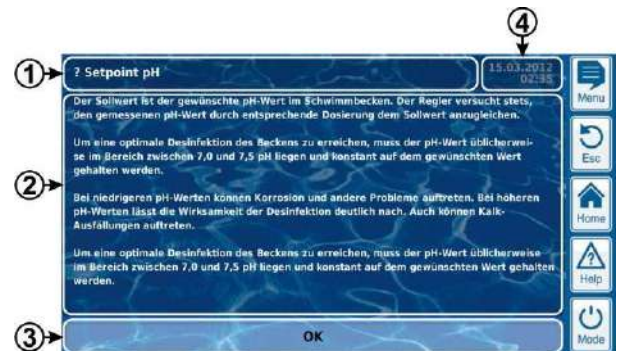 4
1
? Setpoint pH
15.03.2012
02:35
Menu
2
Der Sollwert ist der gewünschte pH-Wert im Schwimmbecken. Der Regler versucht stets,
den gemessenen pH-Wert durch entsprechende Dosierung dem Sollwert anzugleichen.
Um eine optimale Desinfektion des Beckens zu erreichen, muss der pH-Wert üblicherwei-
se im Bereich zwischen 7,0 und 7,5 pH liegen und konstant auf dem gewünschten Wert
gehalten werden.
Bei niedrigeren pH-Werten können Korrosion und andere Probleme auftreten. Bei höheren
pH-Werten lässt die Wirksamkeit der Desinfektion deutlich nach. Auch können Kalk-
Ausfällungen auftreten.
Um eine optimale Desinfektion des Beckens zu erreichen, muss der pH-Wert üblicherweise
im Bereich zwischen 7,0 und 7,5 pH liegen und konstant auf dem gewünschten Wert gehalten
werden.
Esc
Home
Help
3
OK
Mode